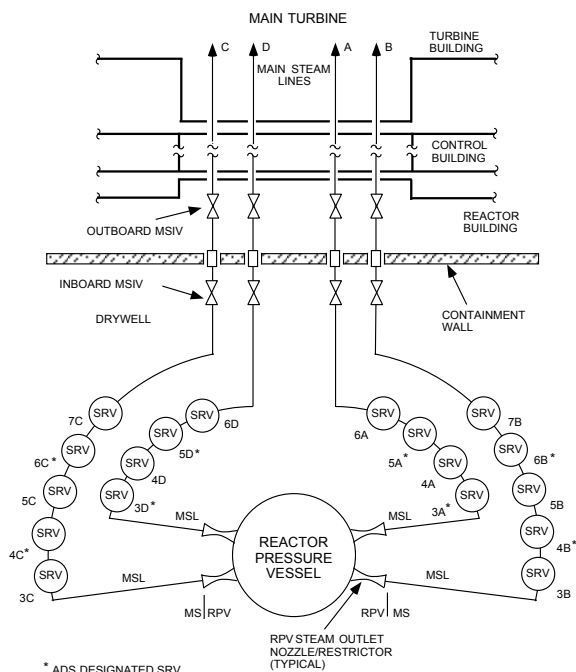 MAIN TURBINE
C
D
A
B
MAIN STEAM
LINES
TURBINE
BUILDING
CONTROL
BUILDING
REACTOR
BUILDING
OUTBOARD MSIV
INBOARD MSIV
DRYWELL
CONTAINMENT
WALL
SRV
7C
SRV
6C*
SRV
5C
SRV
4C*
SRV
3C
SRV
6D
SRV
5D*
SRV
4D
SRV
3D*
SRV
6A
SRV
5A*
SRV
4A
SRV
3A*
SRV
7B
SRV
6B*
SRV
5B
SRV
4B*
SRV
3B
MSL
MSL
MSL
MSL
REACTOR
PRESSURE
VESSEL
MS|RPV
RPV|MS
RPV STEAM OUTLET
NOZZLE/RESTRICTOR
(TYPICAL)
* ADS DESIGNATED SRV